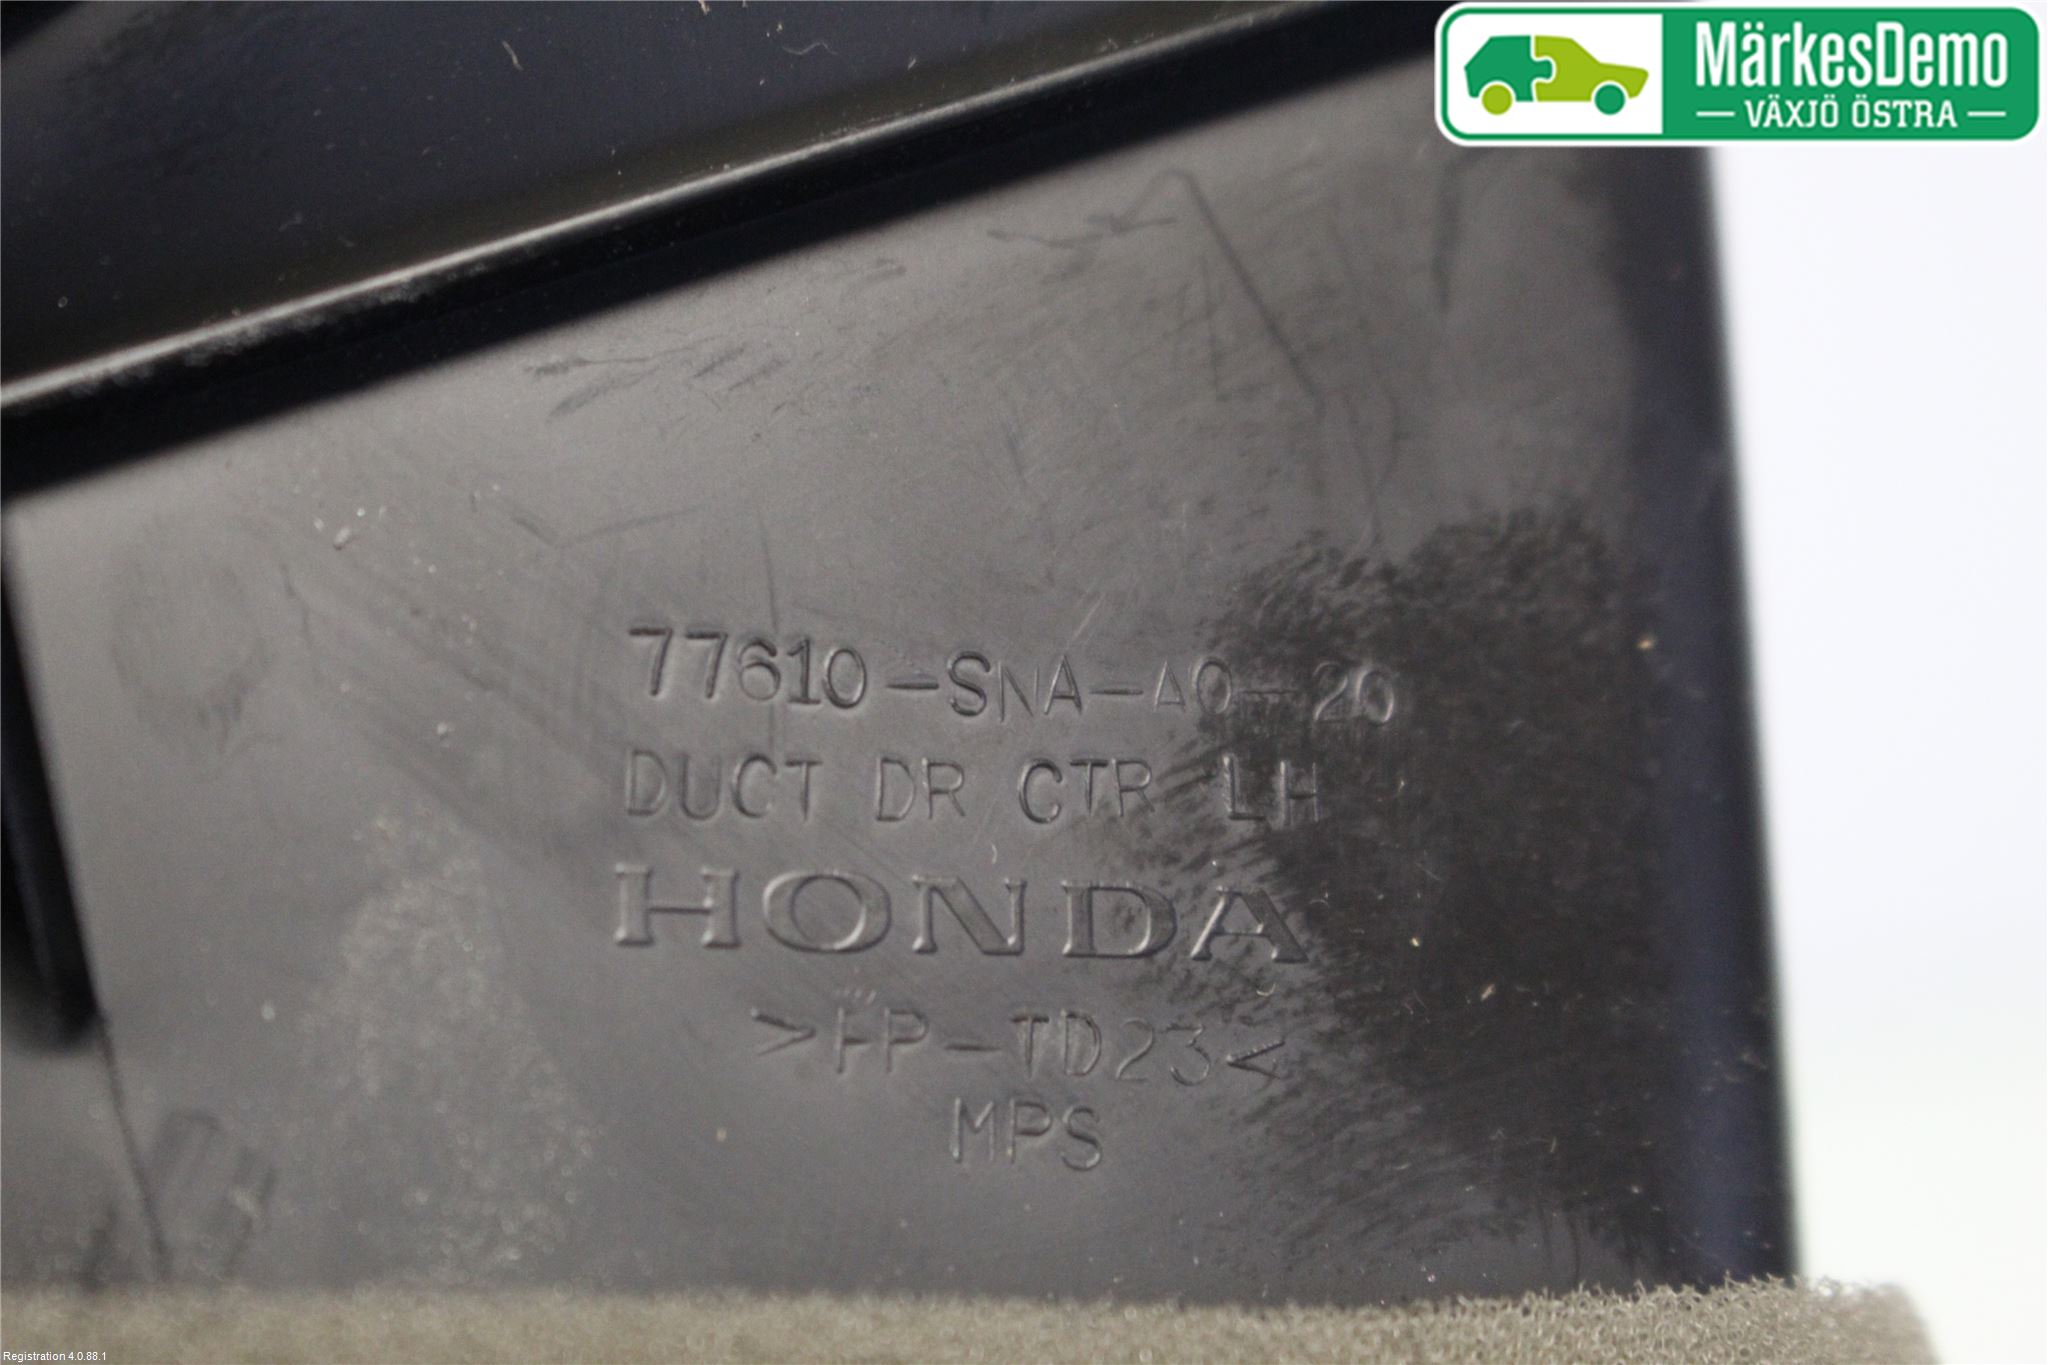 MärkesDemo
— VÄXJÖ ÖSTRA —
77610-SNA-A0-20
DUCT DR CTR LH
HONDA
>PP-TD23<
MPS
Registration 4.0.88.1